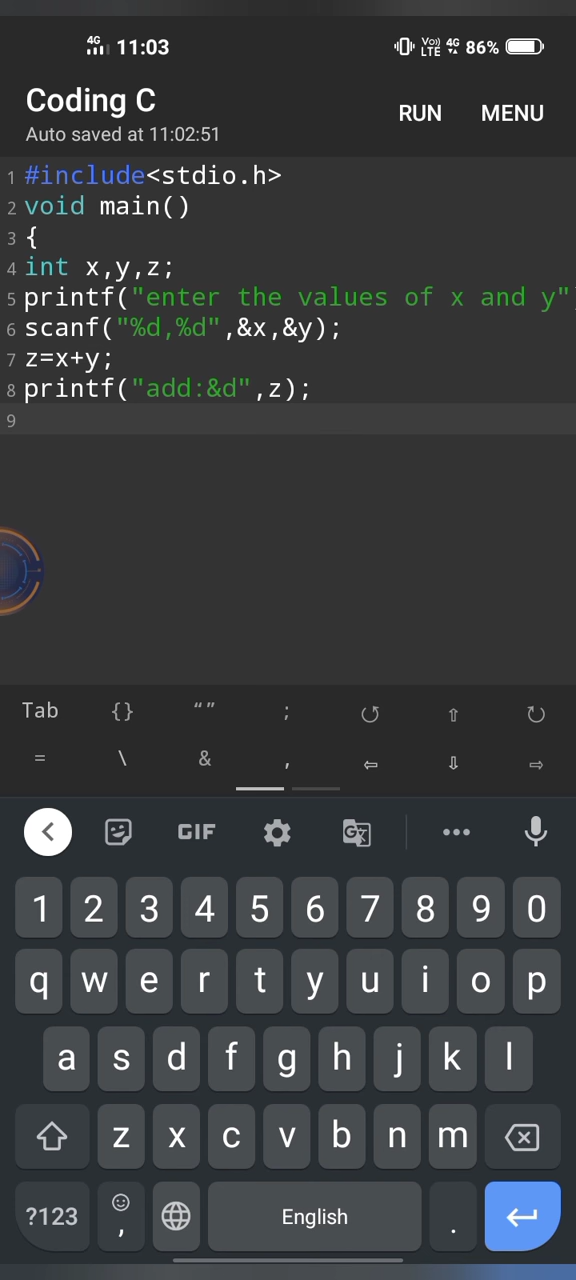 4G 11:03 Vo)) LTE 4G 86%
Coding C
Auto saved at 11:02:51
RUN MENU
1 #include<stdio.h>
2 void main()
3 {
4 int x,y,z;
5 printf("enter the values of x and y")
6 scanf("%d,%d",&x,&y);
7 z=x+y;
8 printf("add:&d",z);
9
Tab {} “” ; ↺ ⇧ ↻
= \ & , ⇦ ⇩ ⇨
GIF G ...
1 2 3 4 5 6 7 8 9 0
q w e r t y u i o p
a s d f g h j k l
z x c v b n m
?123 , English .